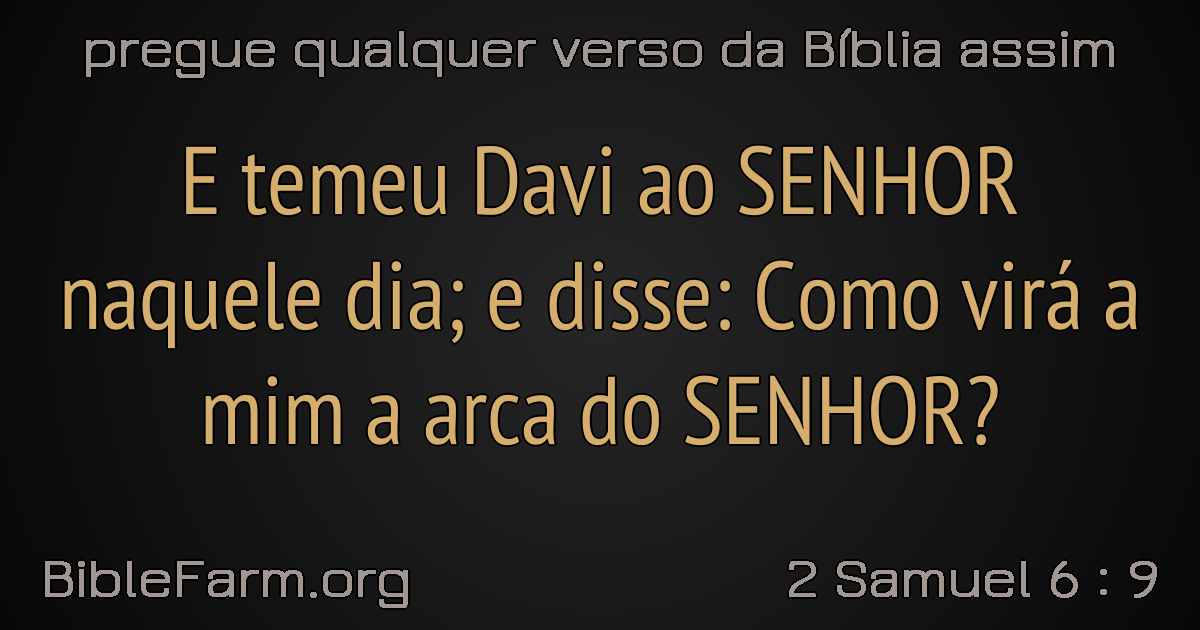 pregue qualquer verso da Bíblia assim
E temeu Davi ao SENHOR
naquele dia; e disse: Como virá a
mim a arca do SENHOR?
BibleFarm.org
2 Samuel 6 : 9